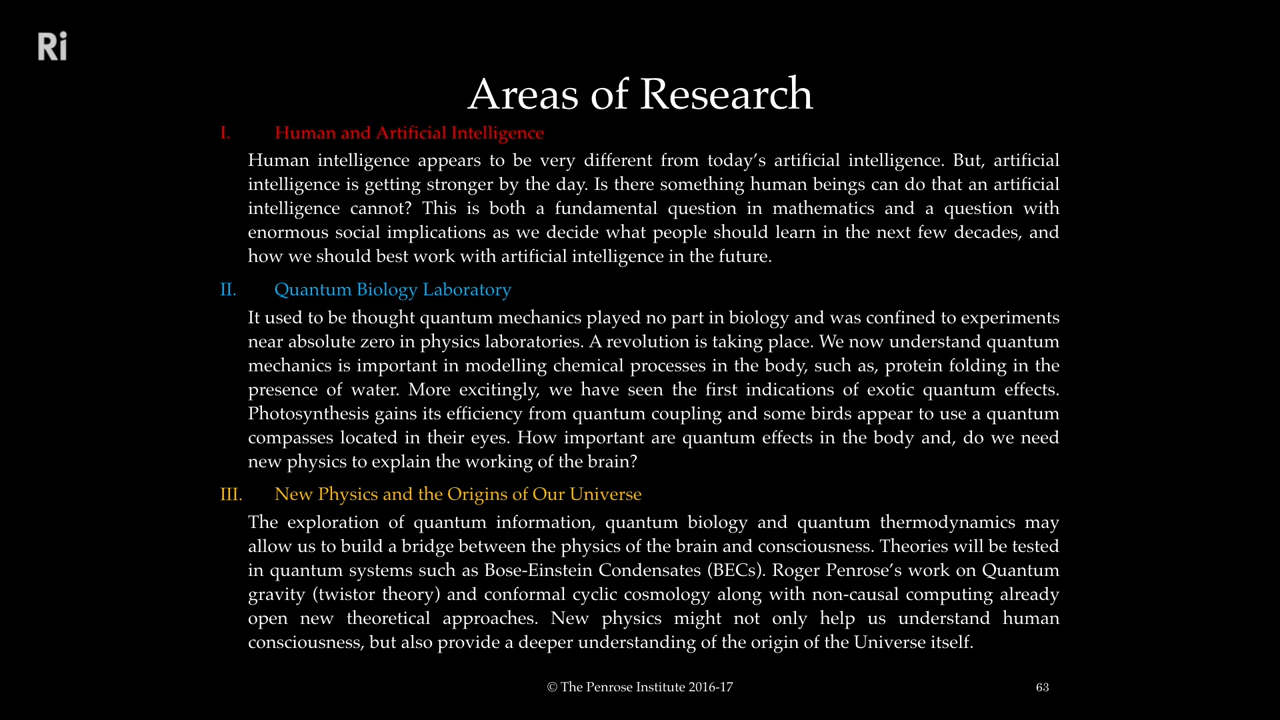 Ri
Areas of Research
I. Human and Artificial Intelligence
Human intelligence appears to be very different from today’s artificial intelligence. But, artificial
intelligence is getting stronger by the day. Is there something human beings can do that an artificial
intelligence cannot? This is both a fundamental question in mathematics and a question with
enormous social implications as we decide what people should learn in the next few decades, and
how we should best work with artificial intelligence in the future.
II. Quantum Biology Laboratory
It used to be thought quantum mechanics played no part in biology and was confined to experiments
near absolute zero in physics laboratories. A revolution is taking place. We now understand quantum
mechanics is important in modelling chemical processes in the body, such as, protein folding in the
presence of water. More excitingly, we have seen the first indications of exotic quantum effects.
Photosynthesis gains its efficiency from quantum coupling and some birds appear to use a quantum
compasses located in their eyes. How important are quantum effects in the body and, do we need
new physics to explain the working of the brain?
III. New Physics and the Origins of Our Universe
The exploration of quantum information, quantum biology and quantum thermodynamics may
allow us to build a bridge between the physics of the brain and consciousness. Theories will be tested
in quantum systems such as Bose-Einstein Condensates (BECs). Roger Penrose’s work on Quantum
gravity (twistor theory) and conformal cyclic cosmology along with non-causal computing already
open new theoretical approaches. New physics might not only help us understand human
consciousness, but also provide a deeper understanding of the origin of the Universe itself.
© The Penrose Institute 2016-17
63